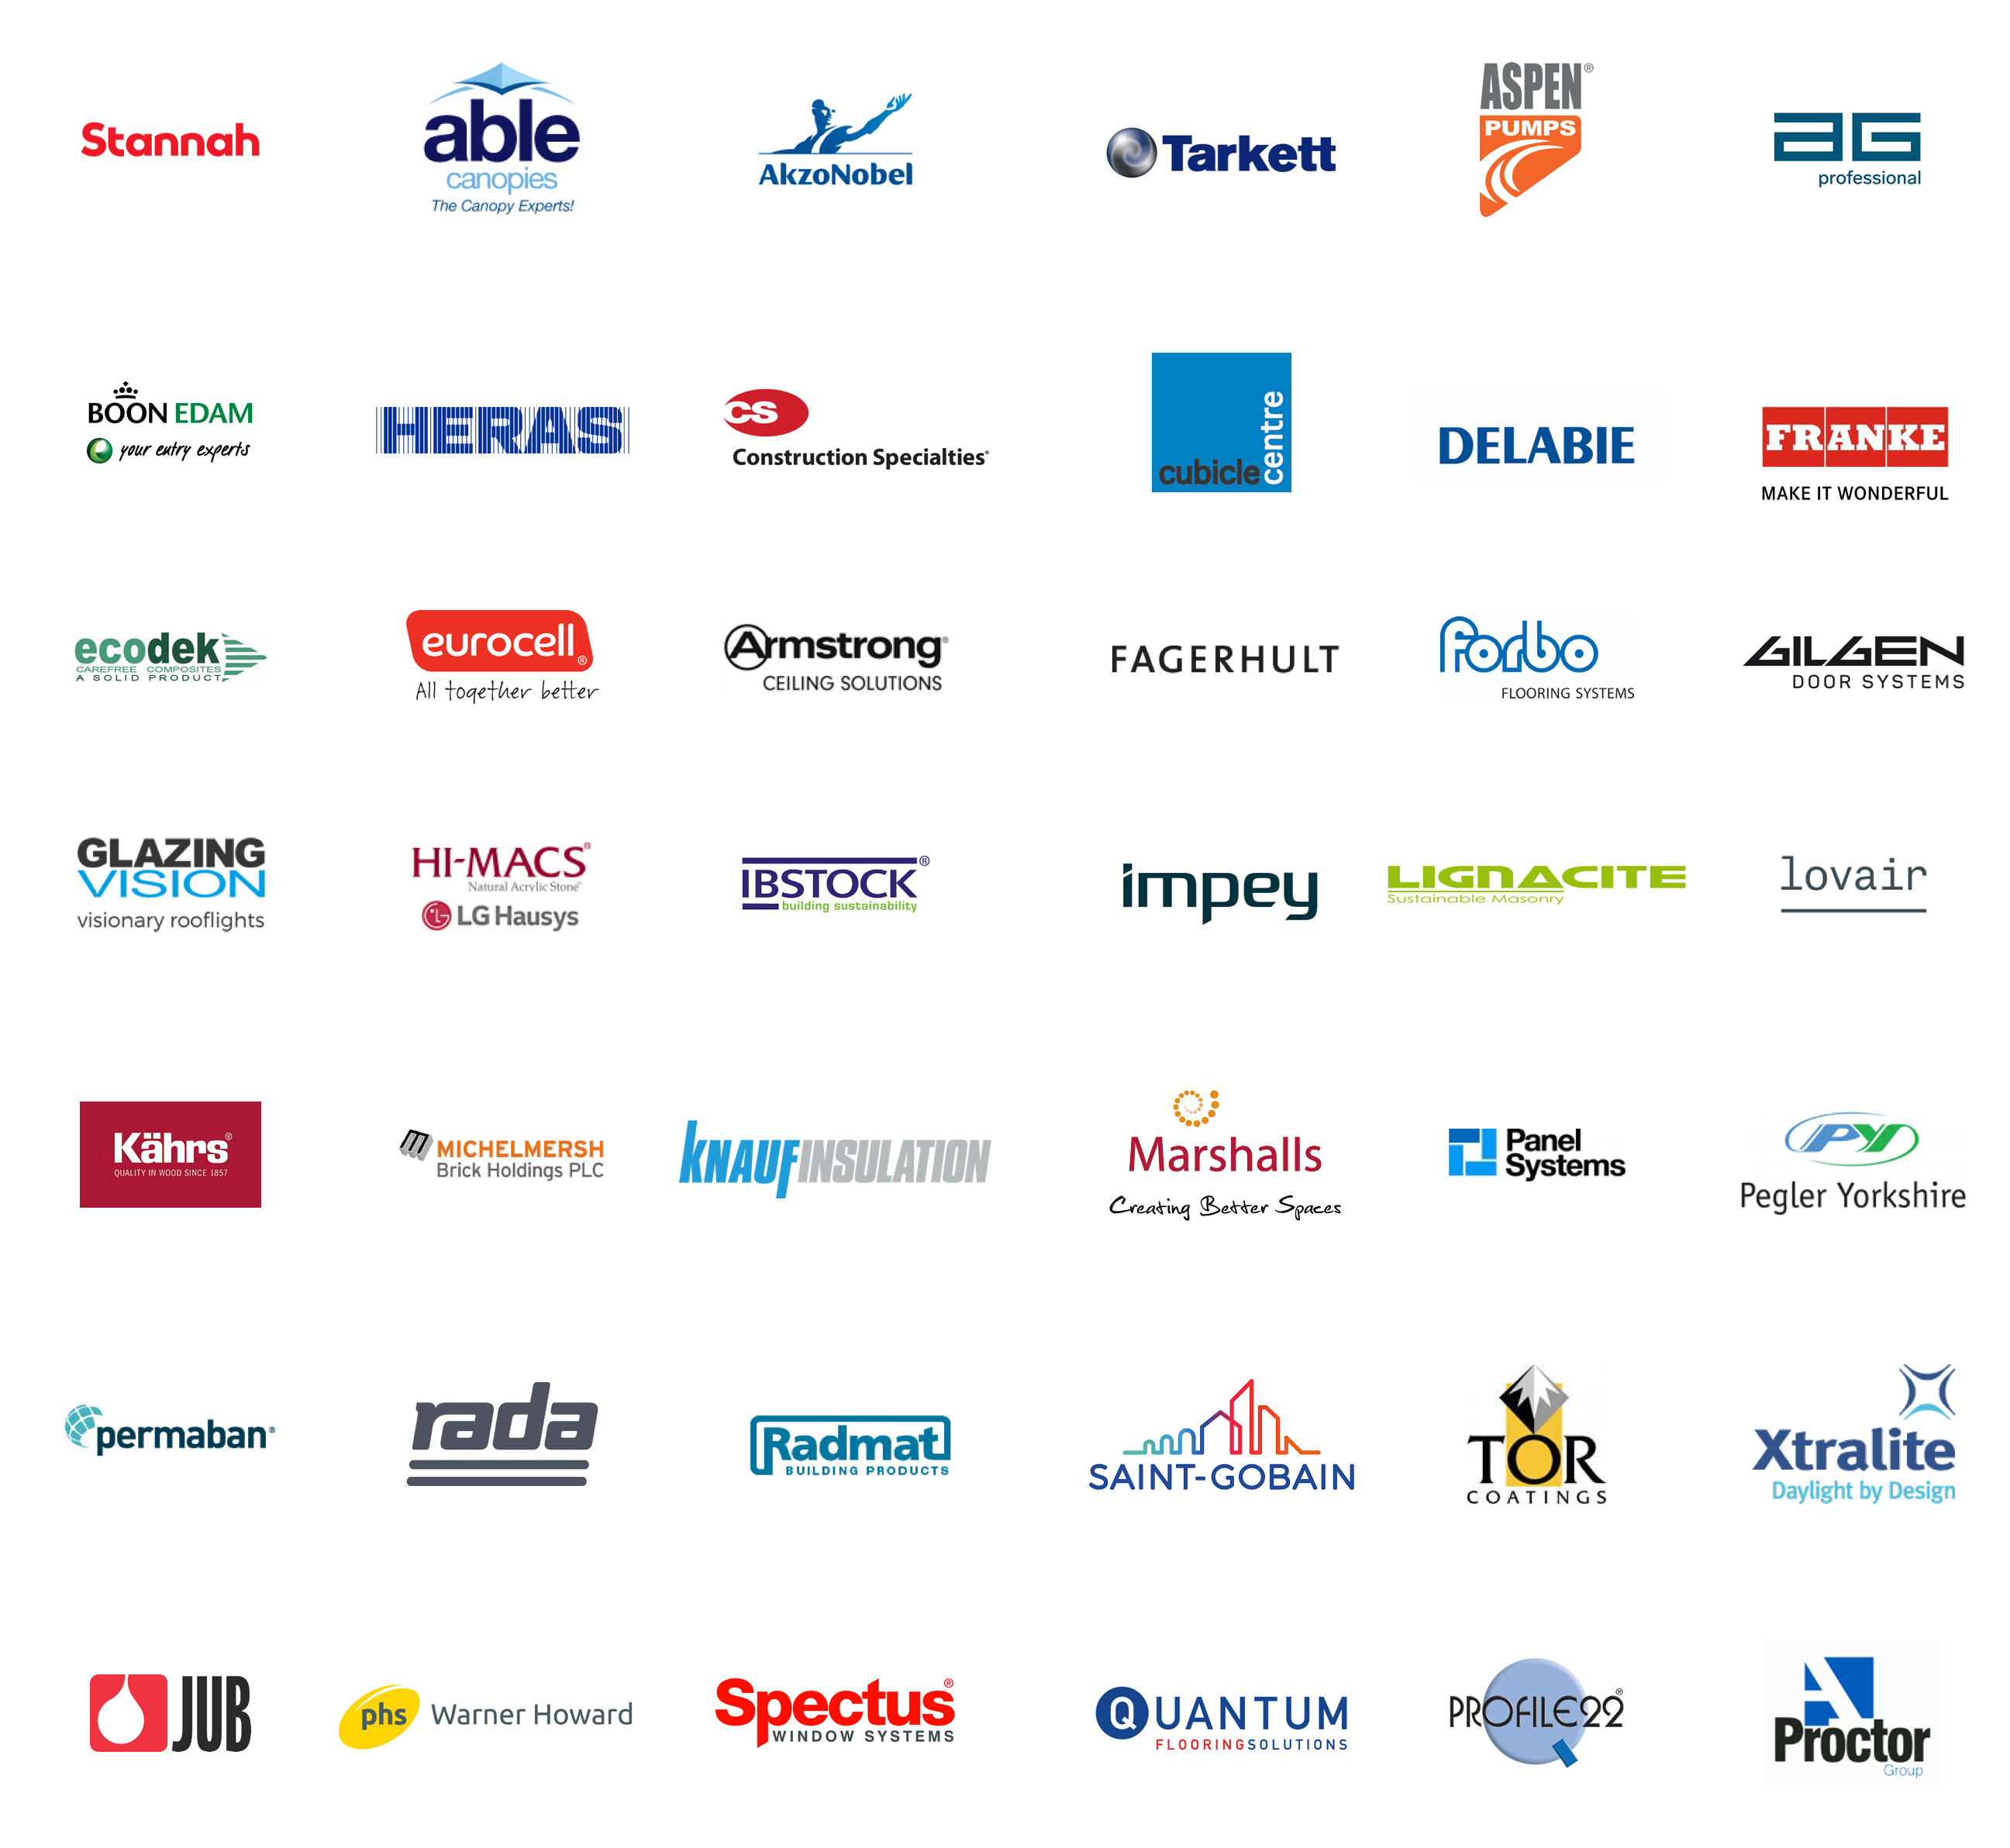 Stannah
able
canopies
The Canopy Experts!
AkzoNobel
Tarkett
ASPEN®
PUMPS
aG
professional
BOON EDAM
your entry experts
HERAS
CS
Construction Specialties®
cubicle
centre
DELABIE
FRANKE
MAKE IT WONDERFUL
ecodek
CAREFREE COMPOSITES
A SOLID PRODUCT
eurocell®
All together better
Armstrong®
CEILING SOLUTIONS
FAGERHULT
forbo
FLOORING SYSTEMS
GILGEN
DOOR SYSTEMS
GLAZING
VISION
visionary rooflights
HI-MACS®
Natural Acrylic Stone™
LG Hausys
IBSTOCK®
building sustainability
impey
LIGNACITE
Sustainable Masonry
lovair
Kährs®
QUALITY IN WOOD SINCE 1857
MICHELMERSH
Brick Holdings PLC
KNAUFINSULATION
Marshalls
Creating Better Spaces
Panel
Systems
PY
Pegler Yorkshire
permaban®
rada
Radmat
BUILDING PRODUCTS
SAINT-GOBAIN
TOR
COATINGS
Xtralite
Daylight by Design
JUB
phs Warner Howard
Spectus®
WINDOW SYSTEMS
QUANTUM
FLOORINGSOLUTIONS
PROFILE22®
A
Proctor
Group